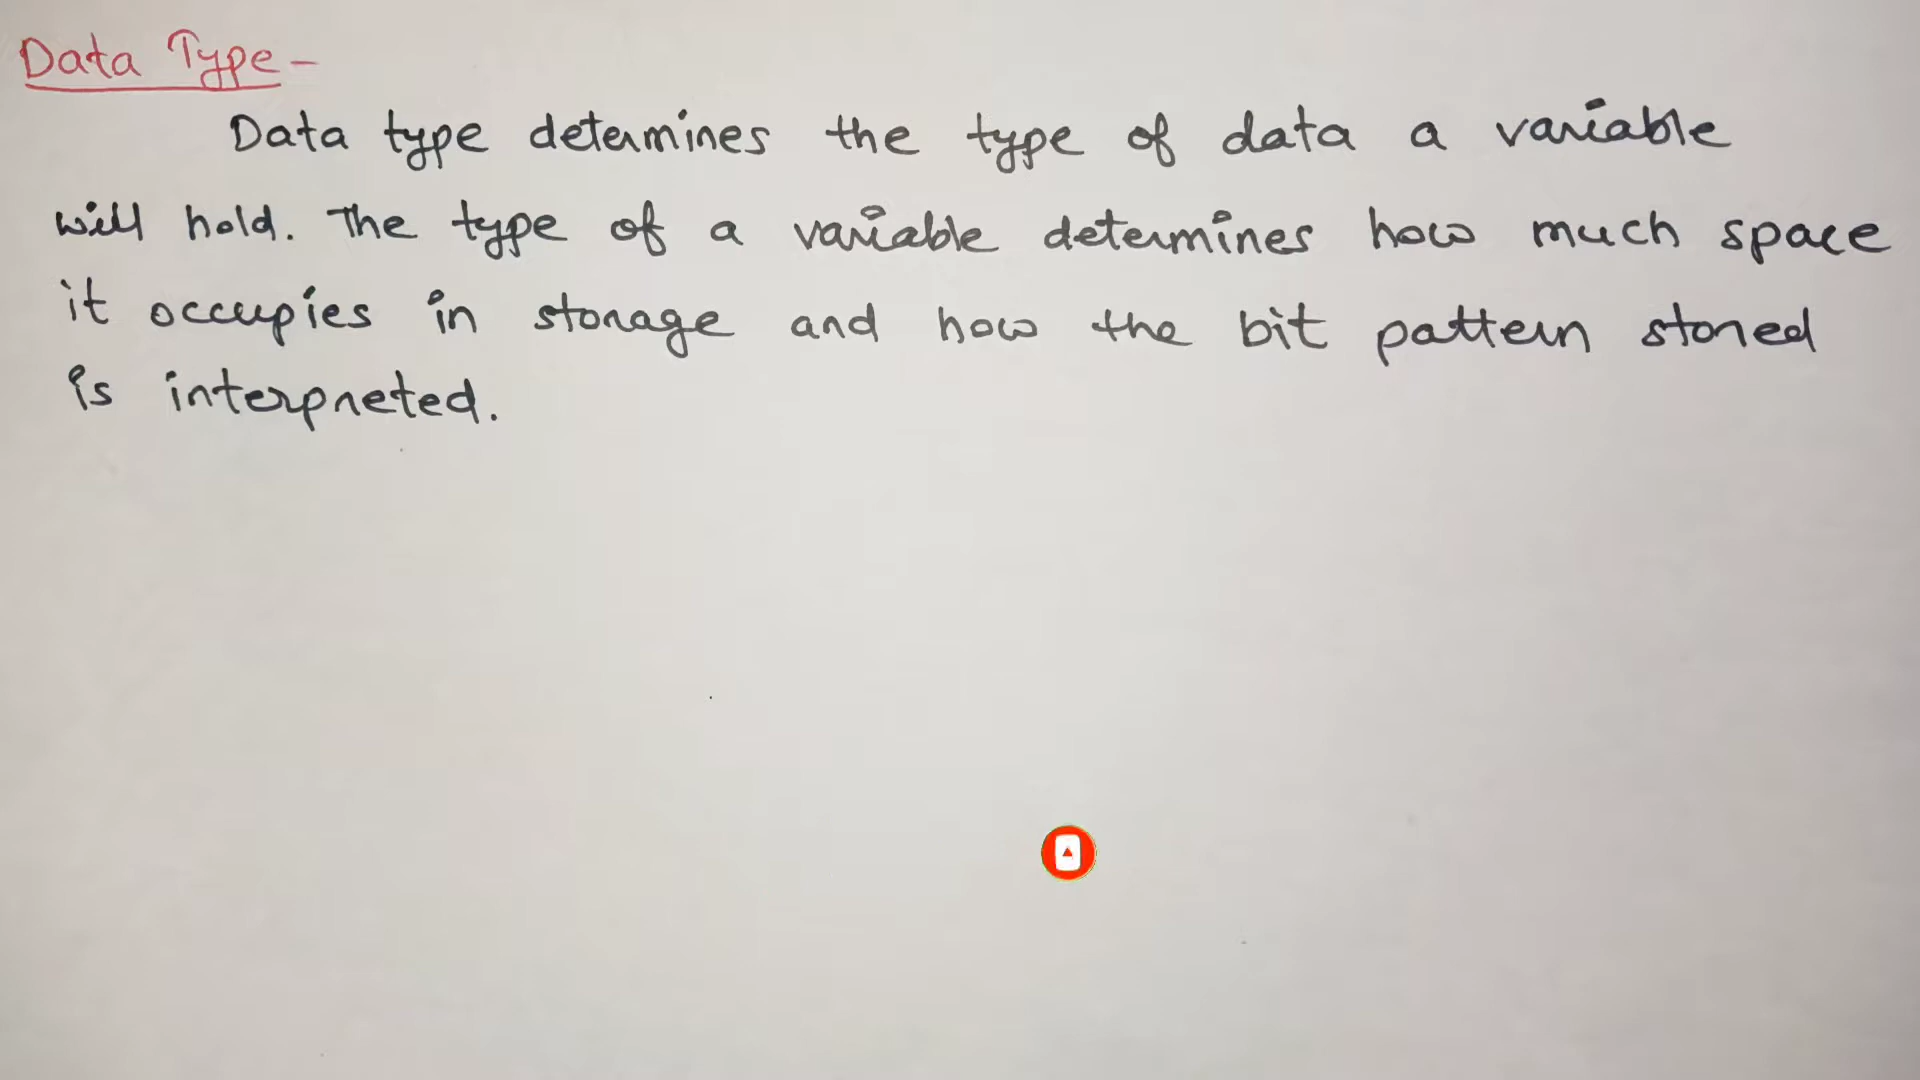 Data Type -
Data type determines the type of data a variable
will hold. The type of a variable determines how much space
it occupies in storage and how the bit pattern stored
is interpreted.